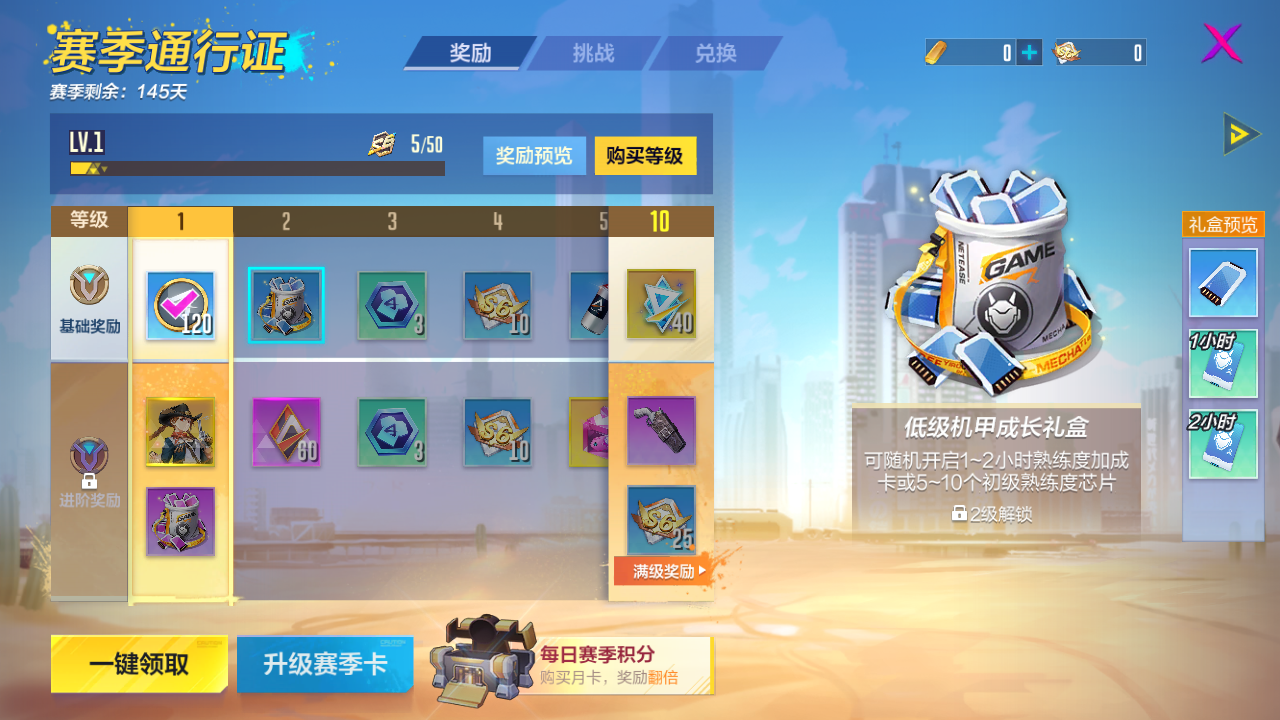 赛季通行证
赛季剩余：145天
奖励
挑战
兑换
0
+
0
LV.1
5/50
奖励预览
购买等级
等级
1
2
3
4
5
10
基础奖励
120
3
S6
10
40
进阶奖励
60
3
S6
10
S6
25
满级奖励
一键领取
升级赛季卡
每日赛季积分
购买月卡，奖励翻倍
GAME
NETEASE
MECHA
低级机甲成长礼盒
可随机开启1~2小时熟练度加成
卡或5~10个初级熟练度芯片
2级解锁
礼盒预览
1小时
2小时